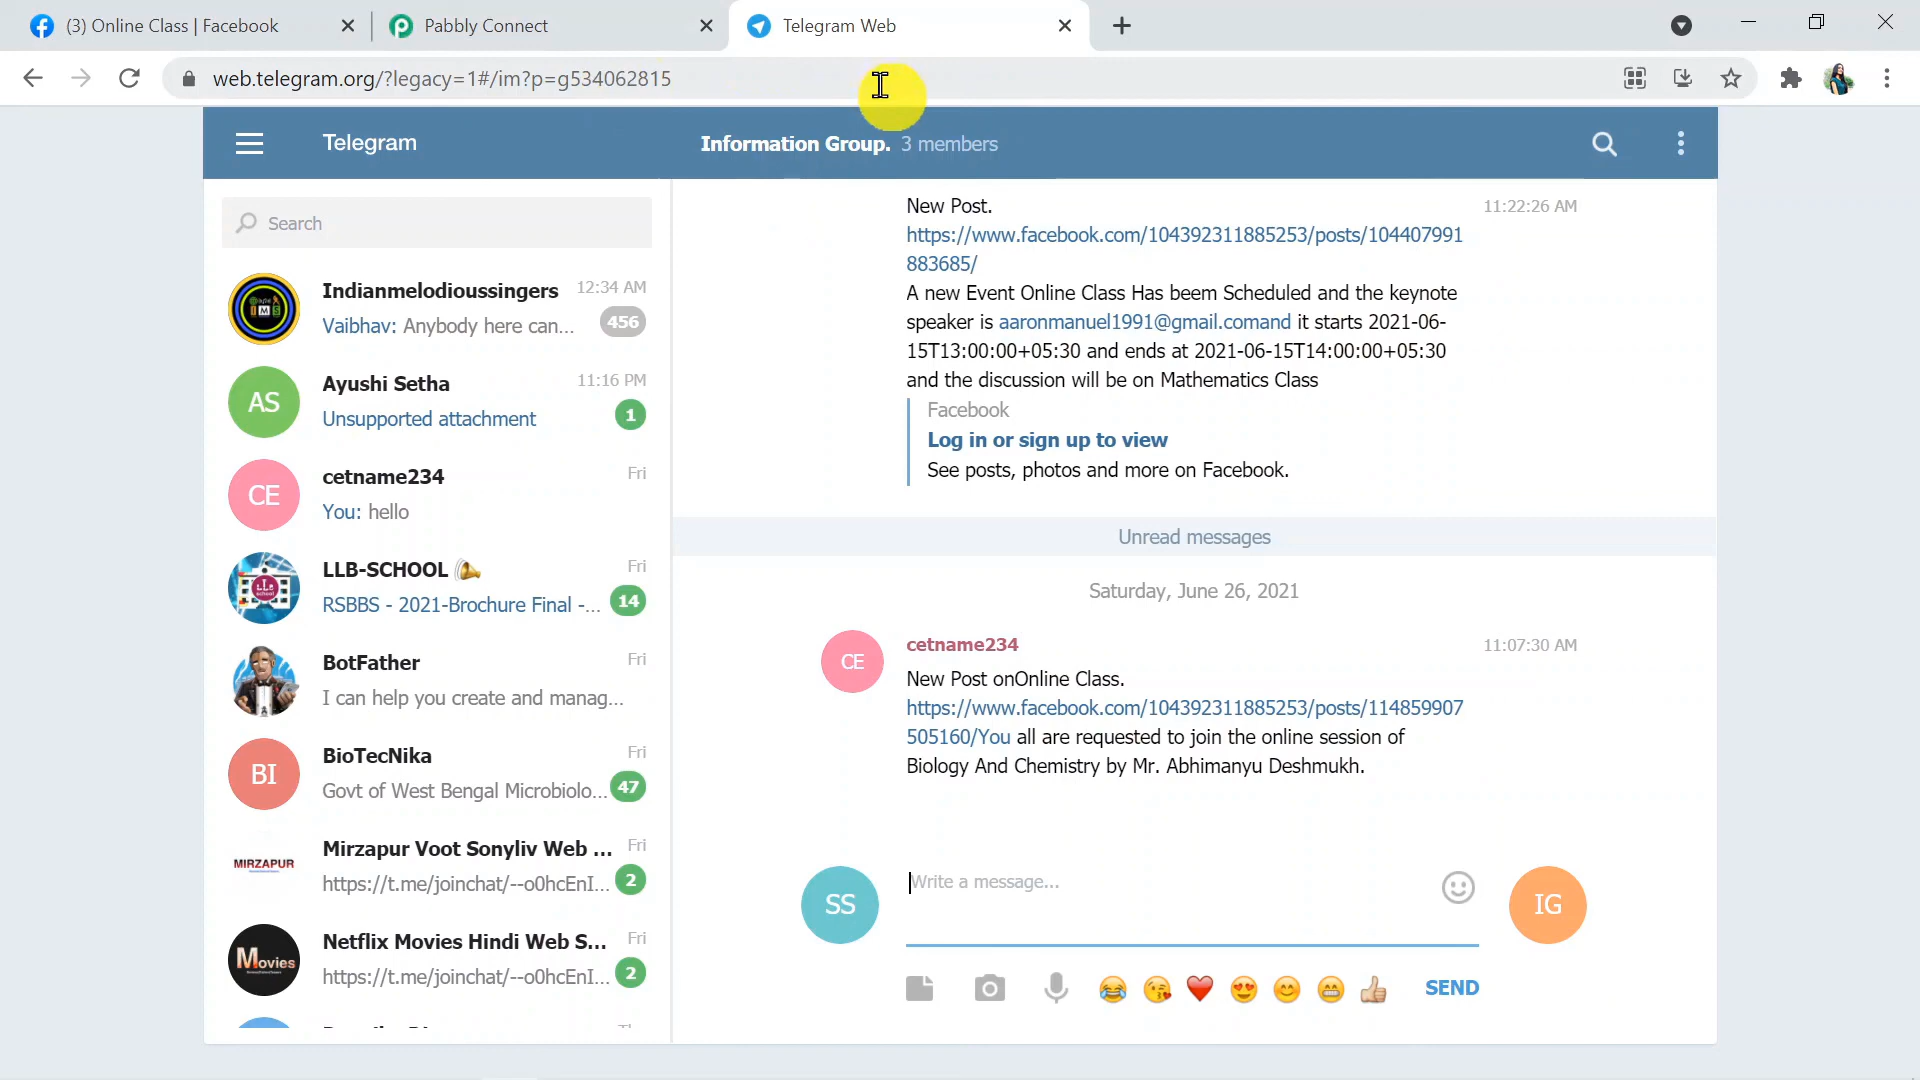 (3) Online Class | Facebook
Pabbly Connect
Telegram Web
web.telegram.org/?legacy=1#/im?p=g534062815
Telegram
Information Group. 3 members
Search
Indianmelodioussingers 12:34 AM
Vaibhav: Anybody here can... 456
AS
Ayushi Setha 11:16 PM
Unsupported attachment 1
CE
cetname234 Fri
You: hello
LLB-SCHOOL Fri
RSBBS - 2021-Brochure Final -... 14
BotFather Fri
I can help you create and manag...
BI
BioTecNika Fri
Govt of West Bengal Microbiolo... 47
MIRZAPUR
Mirzapur Voot Sonyliv Web ... Fri
https://t.me/joinchat/--o0hcEnI... 2
Movies
Netflix Movies Hindi Web S... Fri
https://t.me/joinchat/--o0hcEnI... 2
New Post. 11:22:26 AM
https://www.facebook.com/104392311885253/posts/104407991
883685/
A new Event Online Class Has beem Scheduled and the keynote
speaker is aaronmanuel1991@gmail.comand it starts 2021-06-
15T13:00:00+05:30 and ends at 2021-06-15T14:00:00+05:30
and the discussion will be on Mathematics Class
Facebook
Log in or sign up to view
See posts, photos and more on Facebook.
Unread messages
Saturday, June 26, 2021
CE
cetname234 11:07:30 AM
New Post onOnline Class.
https://www.facebook.com/104392311885253/posts/114859907
505160/You all are requested to join the online session of
Biology And Chemistry by Mr. Abhimanyu Deshmukh.
SS
Write a message...
IG
SEND